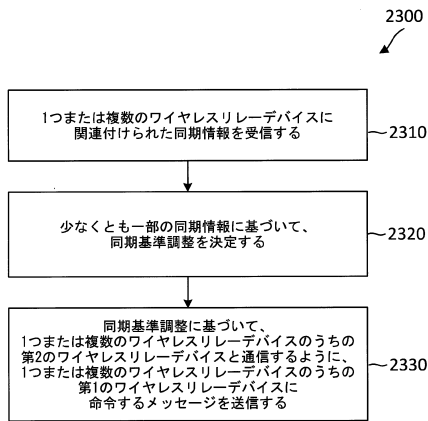 2300
1つまたは複数のワイヤレスリレーデバイスに
関連付けられた同期情報を受信する
2310
少なくとも一部の同期情報に基づいて、
同期基準調整を決定する
2320
同期基準調整に基づいて、
1つまたは複数のワイヤレスリレーデバイスのうちの
第2のワイヤレスリレーデバイスと通信するように、
1つまたは複数のワイヤレスリレーデバイスのうちの
第1のワイヤレスリレーデバイスに
命令するメッセージを送信する
2330